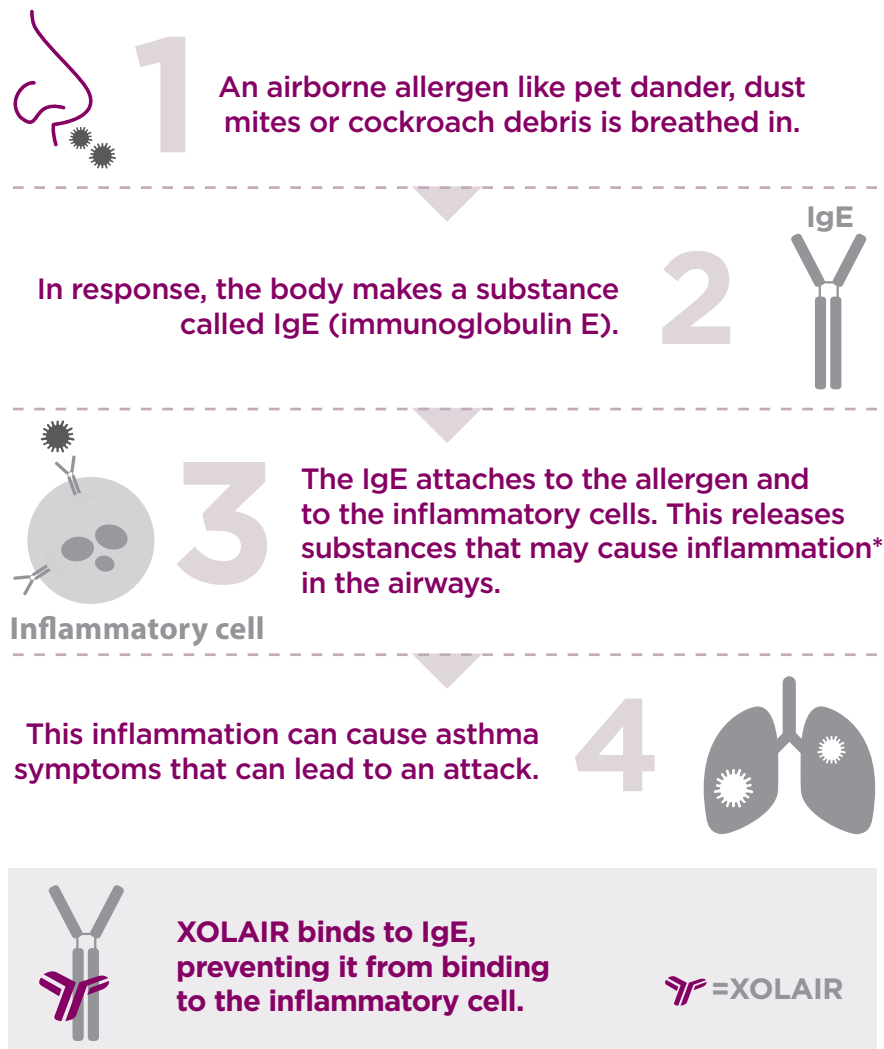 1
An airborne allergen like pet dander, dust
mites or cockroach debris is breathed in.
IgE
2
In response, the body makes a substance
called IgE (immunoglobulin E).
3
The IgE attaches to the allergen and
to the inflammatory cells. This releases
substances that may cause inflammation*
in the airways.
Inflammatory cell
This inflammation can cause asthma
symptoms that can lead to an attack.
4
XOLAIR binds to IgE,
preventing it from binding
to the inflammatory cell.
=XOLAIR